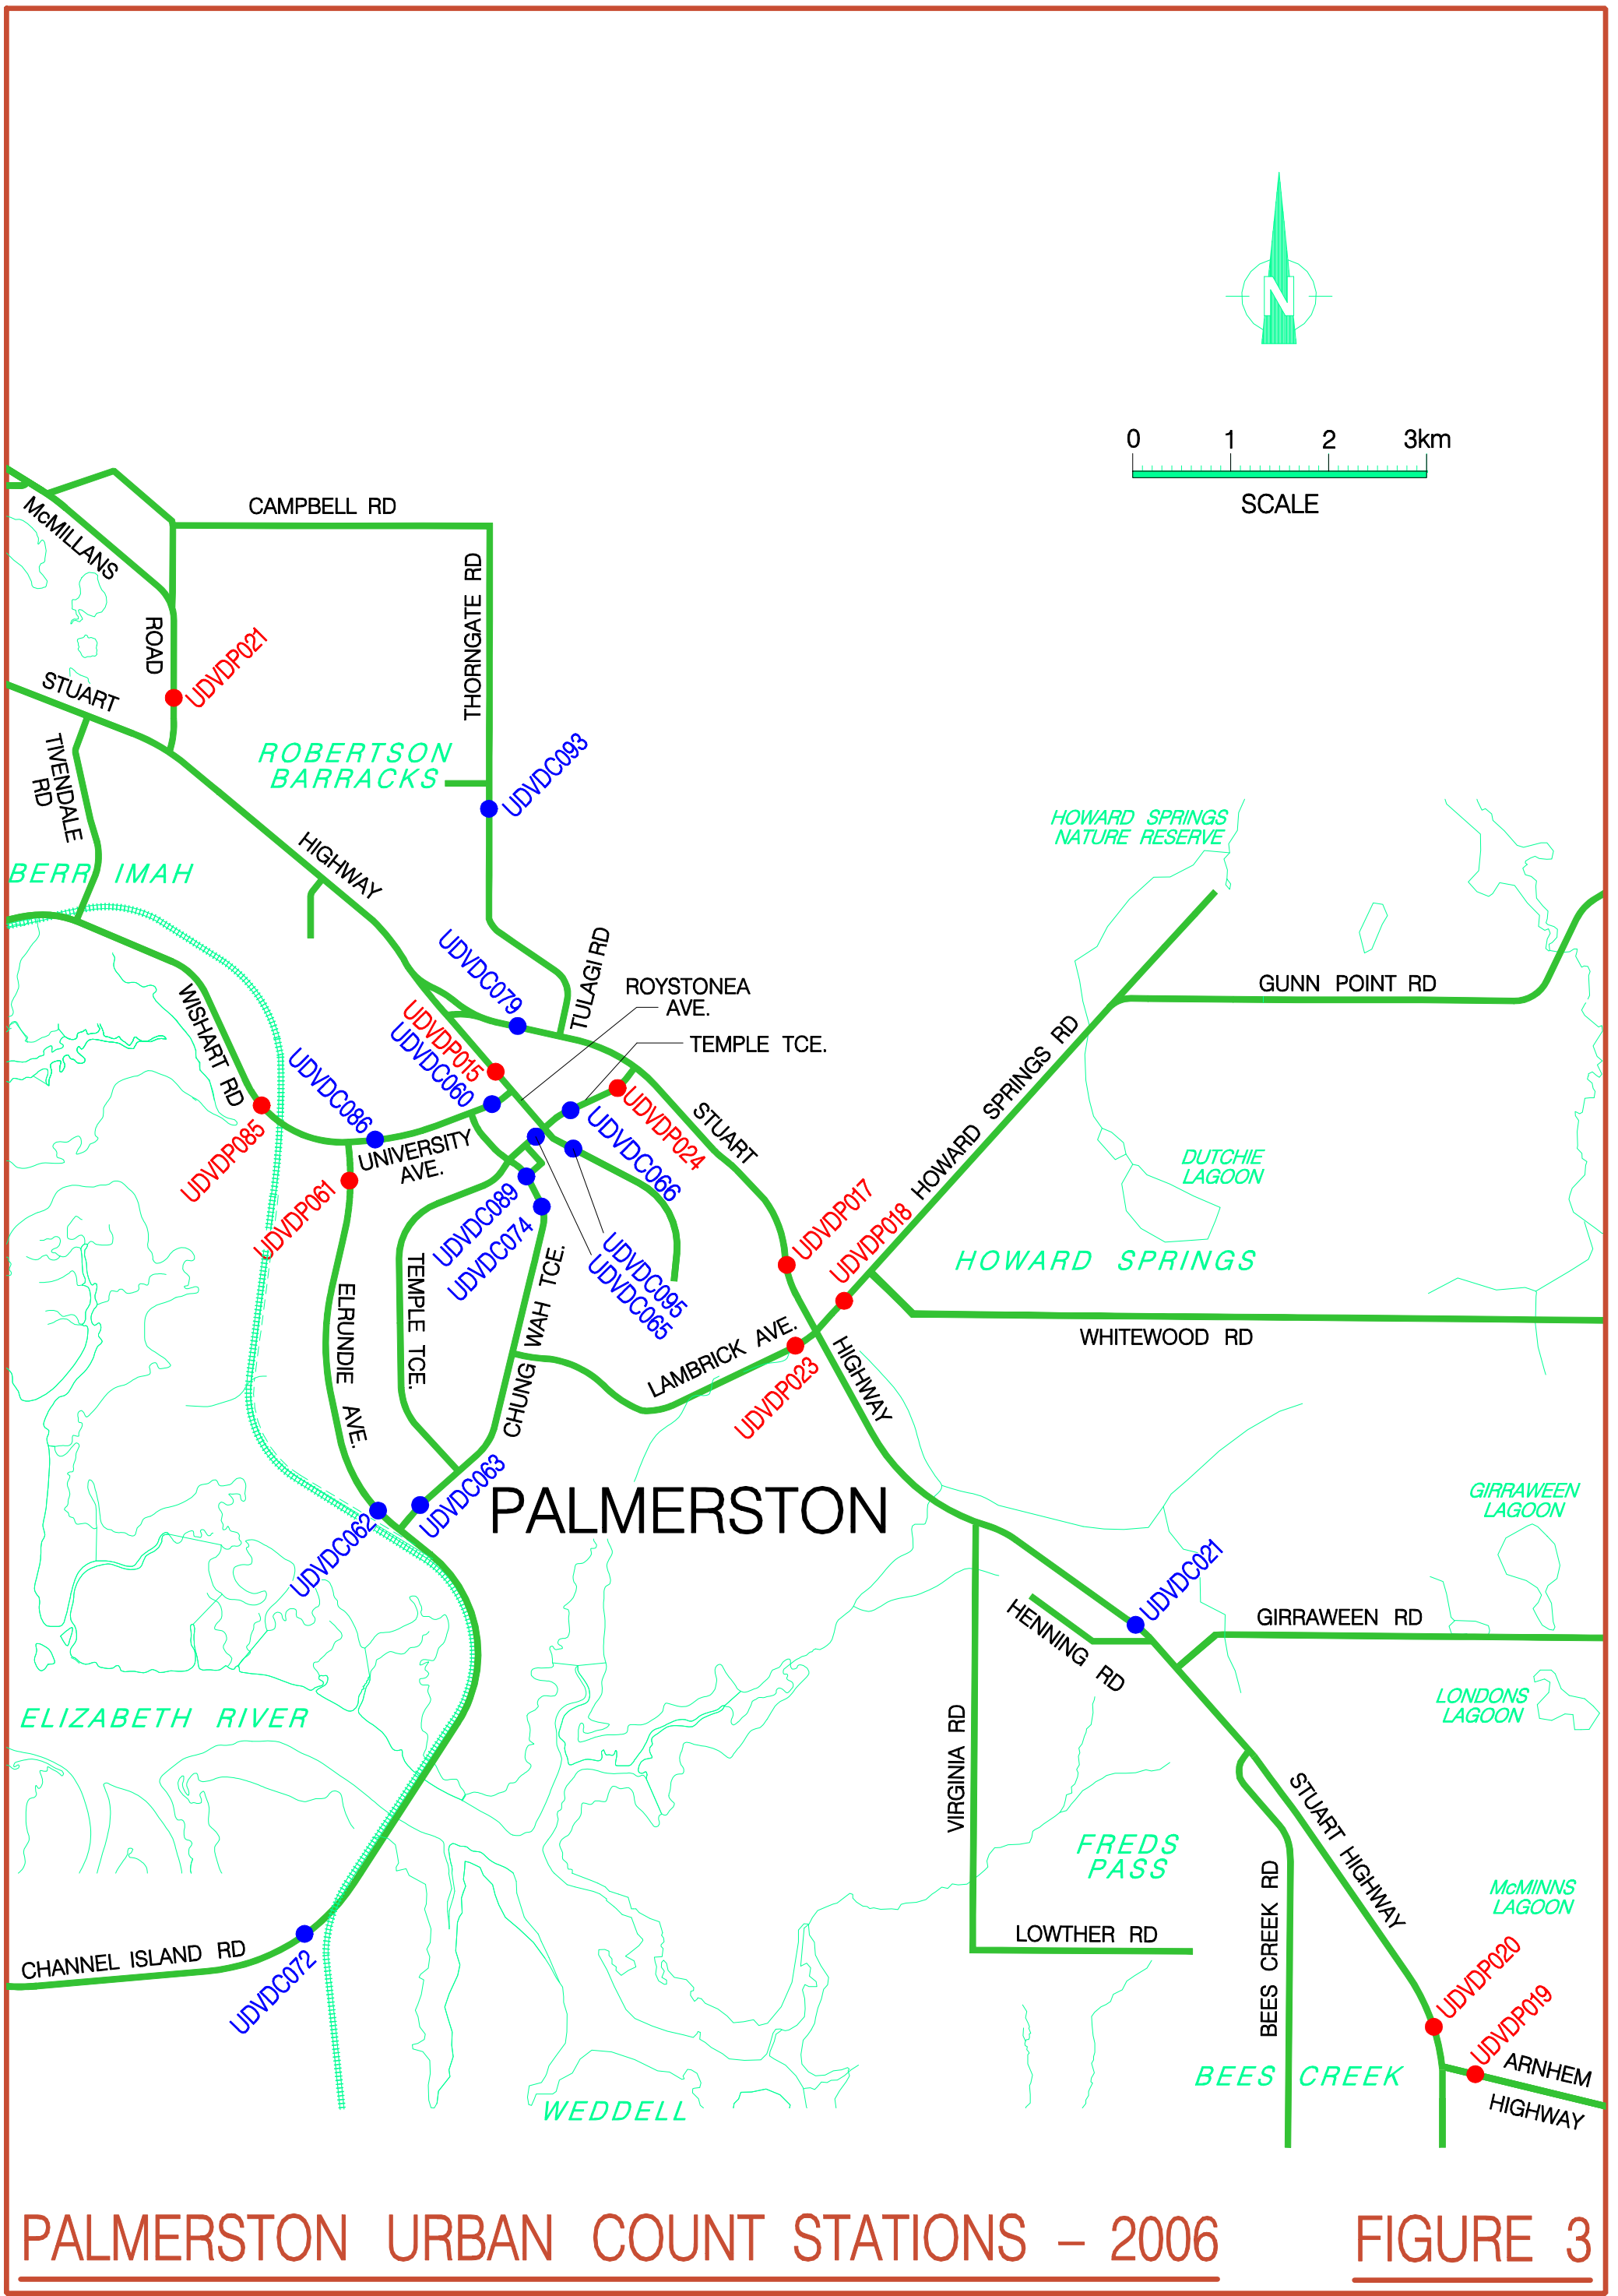 N
0 1 2 3km
SCALE
CAMPBELL RD
McMILLANS
ROAD
THORNGATE RD
UDVDP021
STUART
TIVENDALE
RD
ROBERTSON
BARRACKS
UDVDC093
HOWARD SPRINGS
NATURE RESERVE
HIGHWAY
BERR IMAH
UDVDC079
TULAGI RD
ROYSTONEA
AVE.
GUNN POINT RD
WISHART RD
UDVDP015
UDVDC060
TEMPLE TCE.
HOWARD SPRINGS RD
UDVDC086
UDVDP085
UNIVERSITY
AVE.
UDVDC066
UDVDP024
STUART
DUTCHIE
LAGOON
UDVDP061
UDVDC089
UDVDC074
UDVDC095
UDVDC065
UDVDP017
UDVDP018
HOWARD SPRINGS
ELRUNDIE AVE.
TEMPLE TCE.
CHUNG WAH TCE.
LAMBRICK AVE.
UDVDP023
HIGHWAY
WHITEWOOD RD
UDVDC063
UDVDC062
PALMERSTON
GIRRAWEEN
LAGOON
UDVDC021
HENNING RD
GIRRAWEEN RD
ELIZABETH RIVER
LONDONS
LAGOON
VIRGINIA RD
STUART HIGHWAY
FREDS
PASS
McMINNS
LAGOON
BEES CREEK RD
LOWTHER RD
CHANNEL ISLAND RD
UDVDC072
UDVDP020
UDVDP019
ARNHEM
HIGHWAY
BEES CREEK
WEDDELL
PALMERSTON URBAN COUNT STATIONS - 2006
FIGURE 3